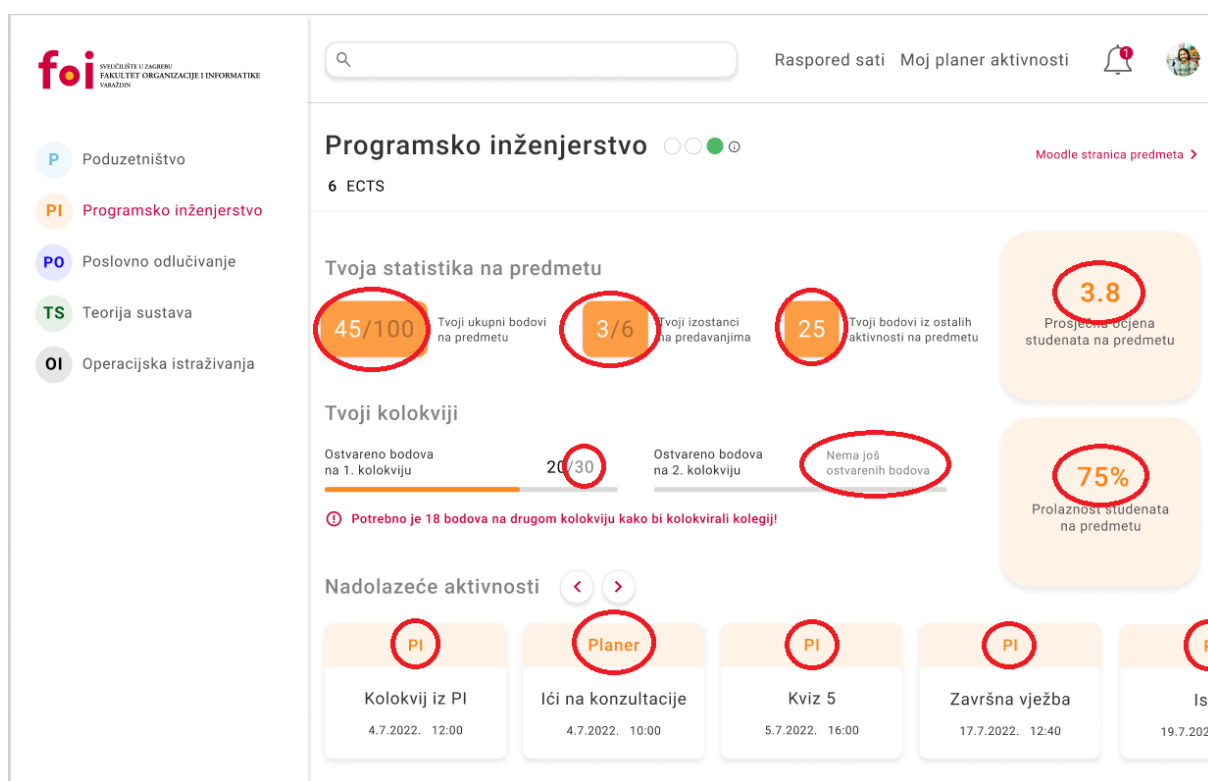 foi
SVEUČILIŠTE U ZAGREBU
FAKULTET ORGANIZACIJE I INFORMATIKE
VARAŽDIN
Raspored sati
Moj planer aktivnosti
1
P Poduzetništvo
PI Programsko inženjerstvo
PO Poslovno odlučivanje
TS Teorija sustava
OI Operacijska istraživanja
Programsko inženjerstvo
Moodle stranica predmeta
6 ECTS
Tvoja statistika na predmetu
45/100
Tvoji ukupni bodovi
na predmetu
3/6
Tvoji izostanci
na predavanjima
25
Tvoji bodovi iz ostalih
aktivnosti na predmetu
3.8
Prosječna ocjena
studenata na predmetu
Tvoji kolokviji
Ostvareno bodova
na 1. kolokviju
20/30
Ostvareno bodova
na 2. kolokviju
Nema još
ostvarenih bodova
Potrebno je 18 bodova na drugom kolokviju kako bi kolokvirali kolegij!
75%
Prolaznost studenata
na predmetu
Nadolazeće aktivnosti
PI
Kolokvij iz PI
4.7.2022. 12:00
Planer
Ići na konzultacije
4.7.2022. 10:00
PI
Kviz 5
5.7.2022. 16:00
PI
Završna vježba
17.7.2022. 12:40
Is
19.7.202